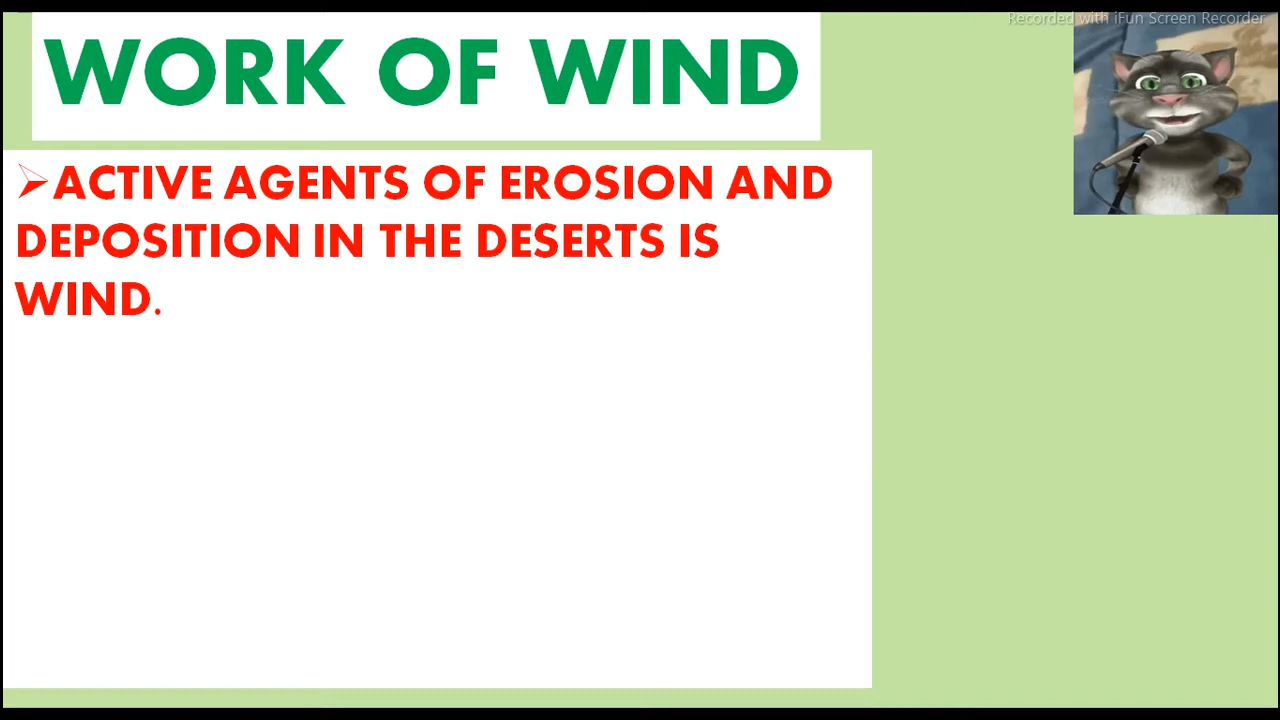 Recorded with iFun Screen Recorder
WORK OF WIND
➢ACTIVE AGENTS OF EROSION AND
DEPOSITION IN THE DESERTS IS
WIND.